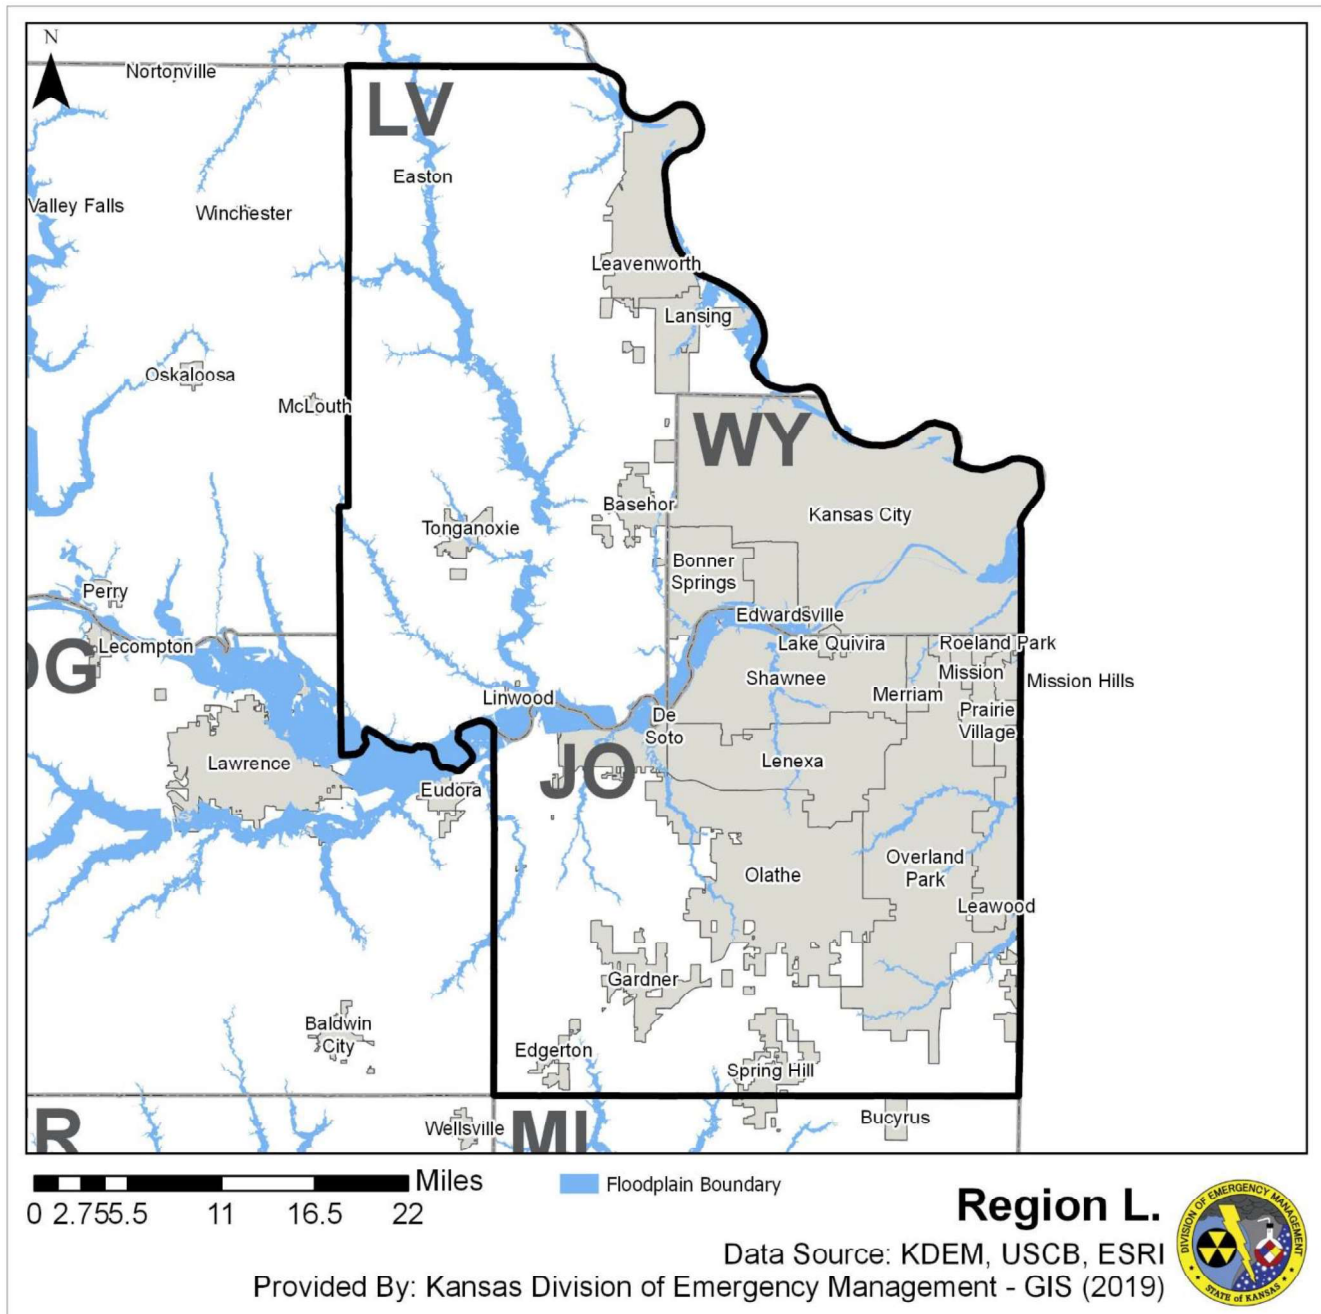 N
Nortonville
LV
Easton
Valley Falls
Winchester
Leavenworth
Lansing
Oskaloosa
McLouth
WY
Basehor
Kansas City
Tonganoxie
Bonner
Springs
Perry
Edwardsville
Lecompton
Lake Quivira
Roeland Park
OG
Shawnee
Merriam
Mission
Mission Hills
Linwood
De
Soto
Prairie
Village
Lawrence
JO
Lenexa
Eudora
Olathe
Overland
Park
Leawood
Gardner
Baldwin
City
Edgerton
Spring Hill
Bucyrus
R
Wellsville
MI
Miles
0 2.755.5 11 16.5 22
Floodplain Boundary
Region L.
Data Source: KDEM, USCB, ESRI
Provided By: Kansas Division of Emergency Management - GIS (2019)
DIVISION OF EMERGENCY MANAGEMENT
STATE of KANSAS